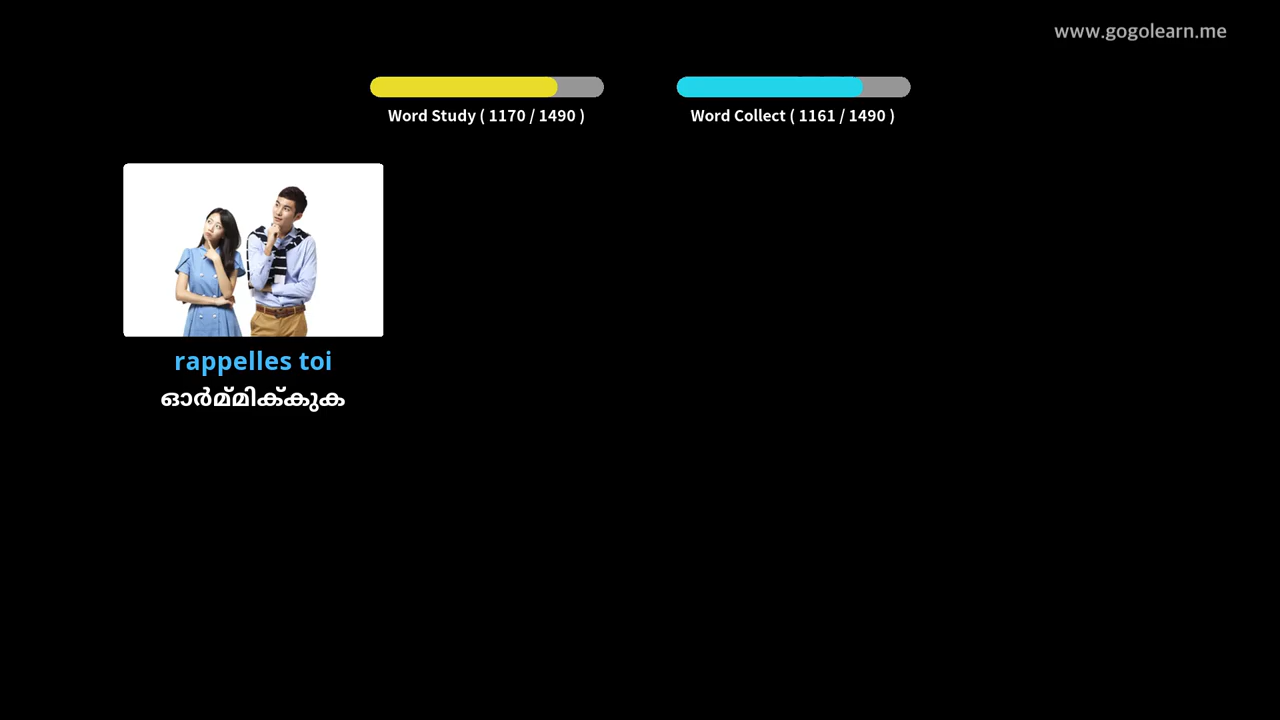 www.gogolearn.me
Word Study ( 1170 / 1490 )
Word Collect ( 1161 / 1490 )
rappelles toi
ഓർമ്മിക്കുക